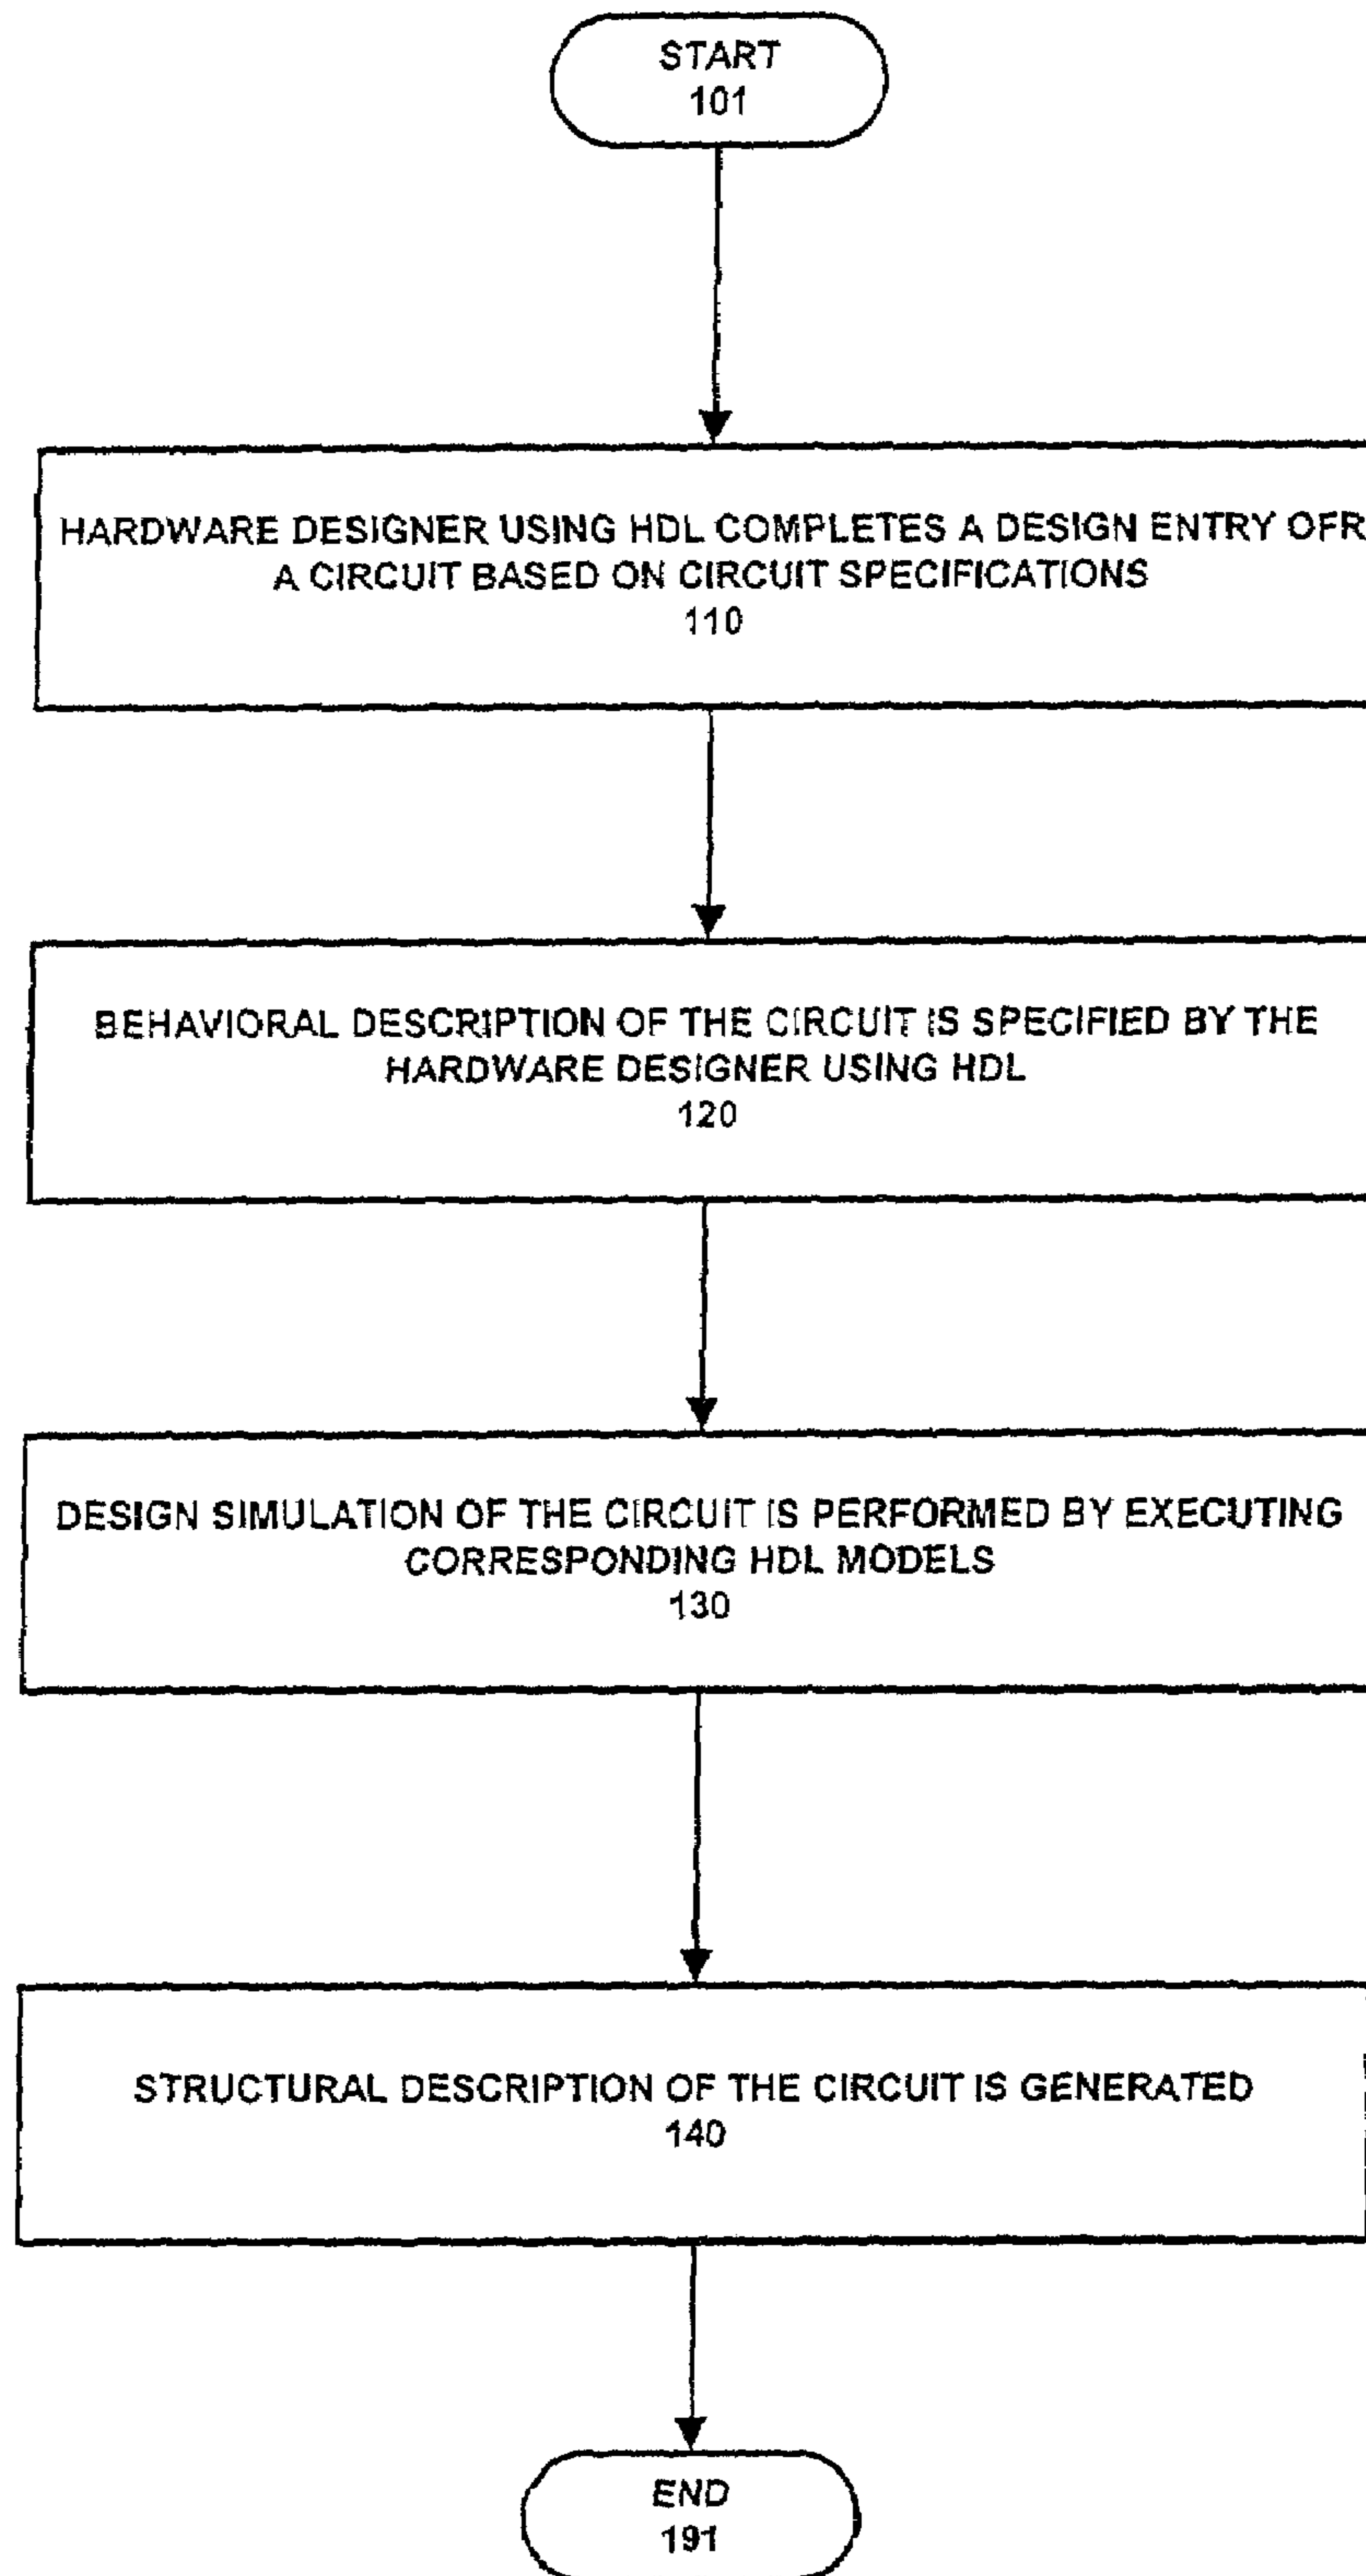 START
101
HARDWARE DESIGNER USING HDL COMPLETES A DESIGN ENTRY OFR
A CIRCUIT BASED ON CIRCUIT SPECIFICATIONS
110
BEHAVIORAL DESCRIPTION OF THE CIRCUIT IS SPECIFIED BY THE
HARDWARE DESIGNER USING HDL
120
DESIGN SIMULATION OF THE CIRCUIT IS PERFORMED BY EXECUTING
CORRESPONDING HDL MODELS
130
STRUCTURAL DESCRIPTION OF THE CIRCUIT IS GENERATED
140
END
191